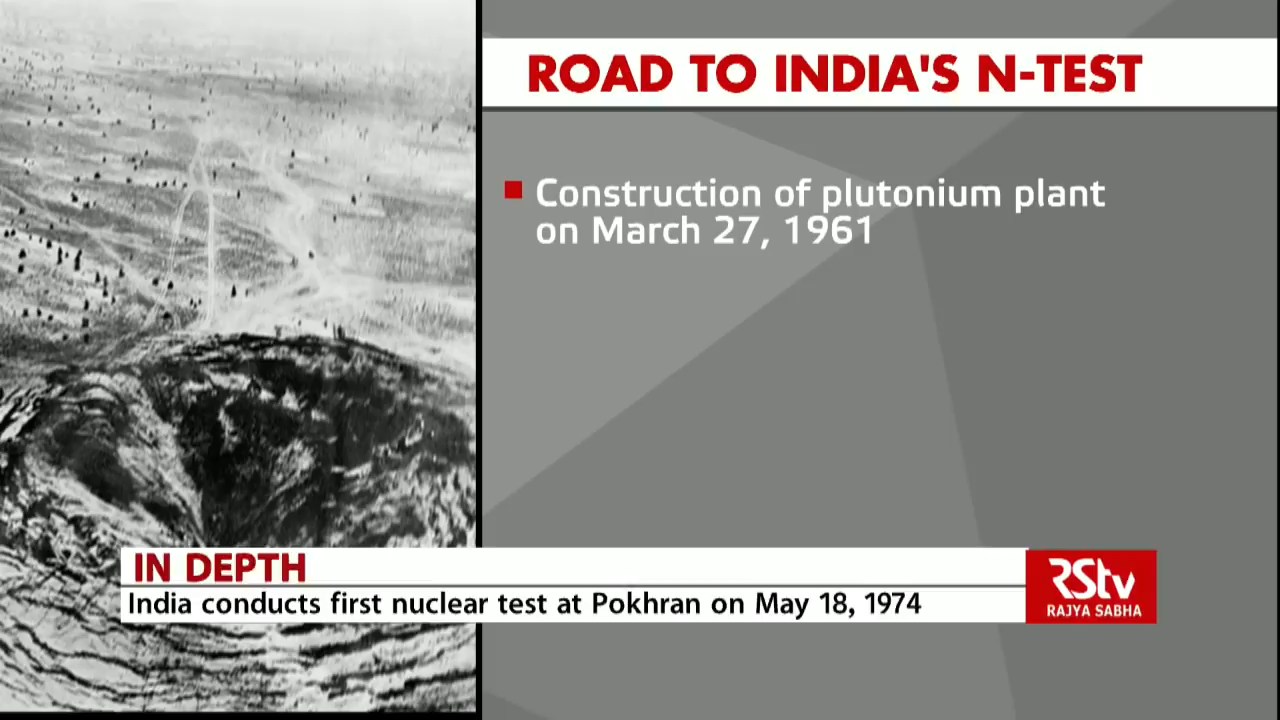 ROAD TO INDIA'S N-TEST
Construction of plutonium plant
on March 27, 1961
IN DEPTH
India conducts first nuclear test at Pokhran on May 18, 1974
RStv
RAJYA SABHA